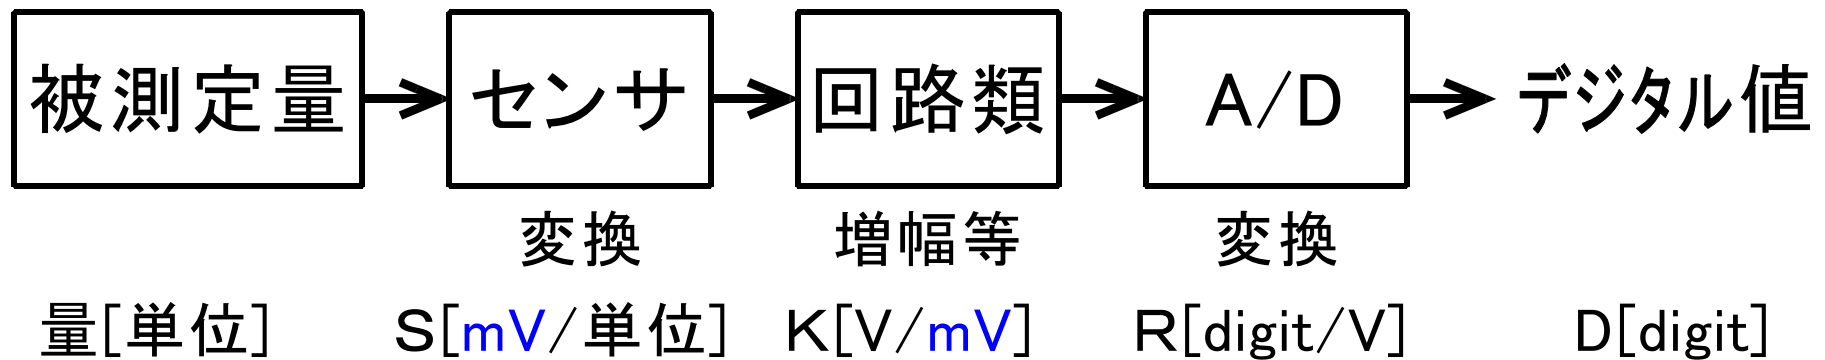 被測定量 センサ 回路類 A/D デジタル値
変換 増幅等 変換
量[単位] S[mV/単位] K[V/mV] R[digit/V] D[digit]